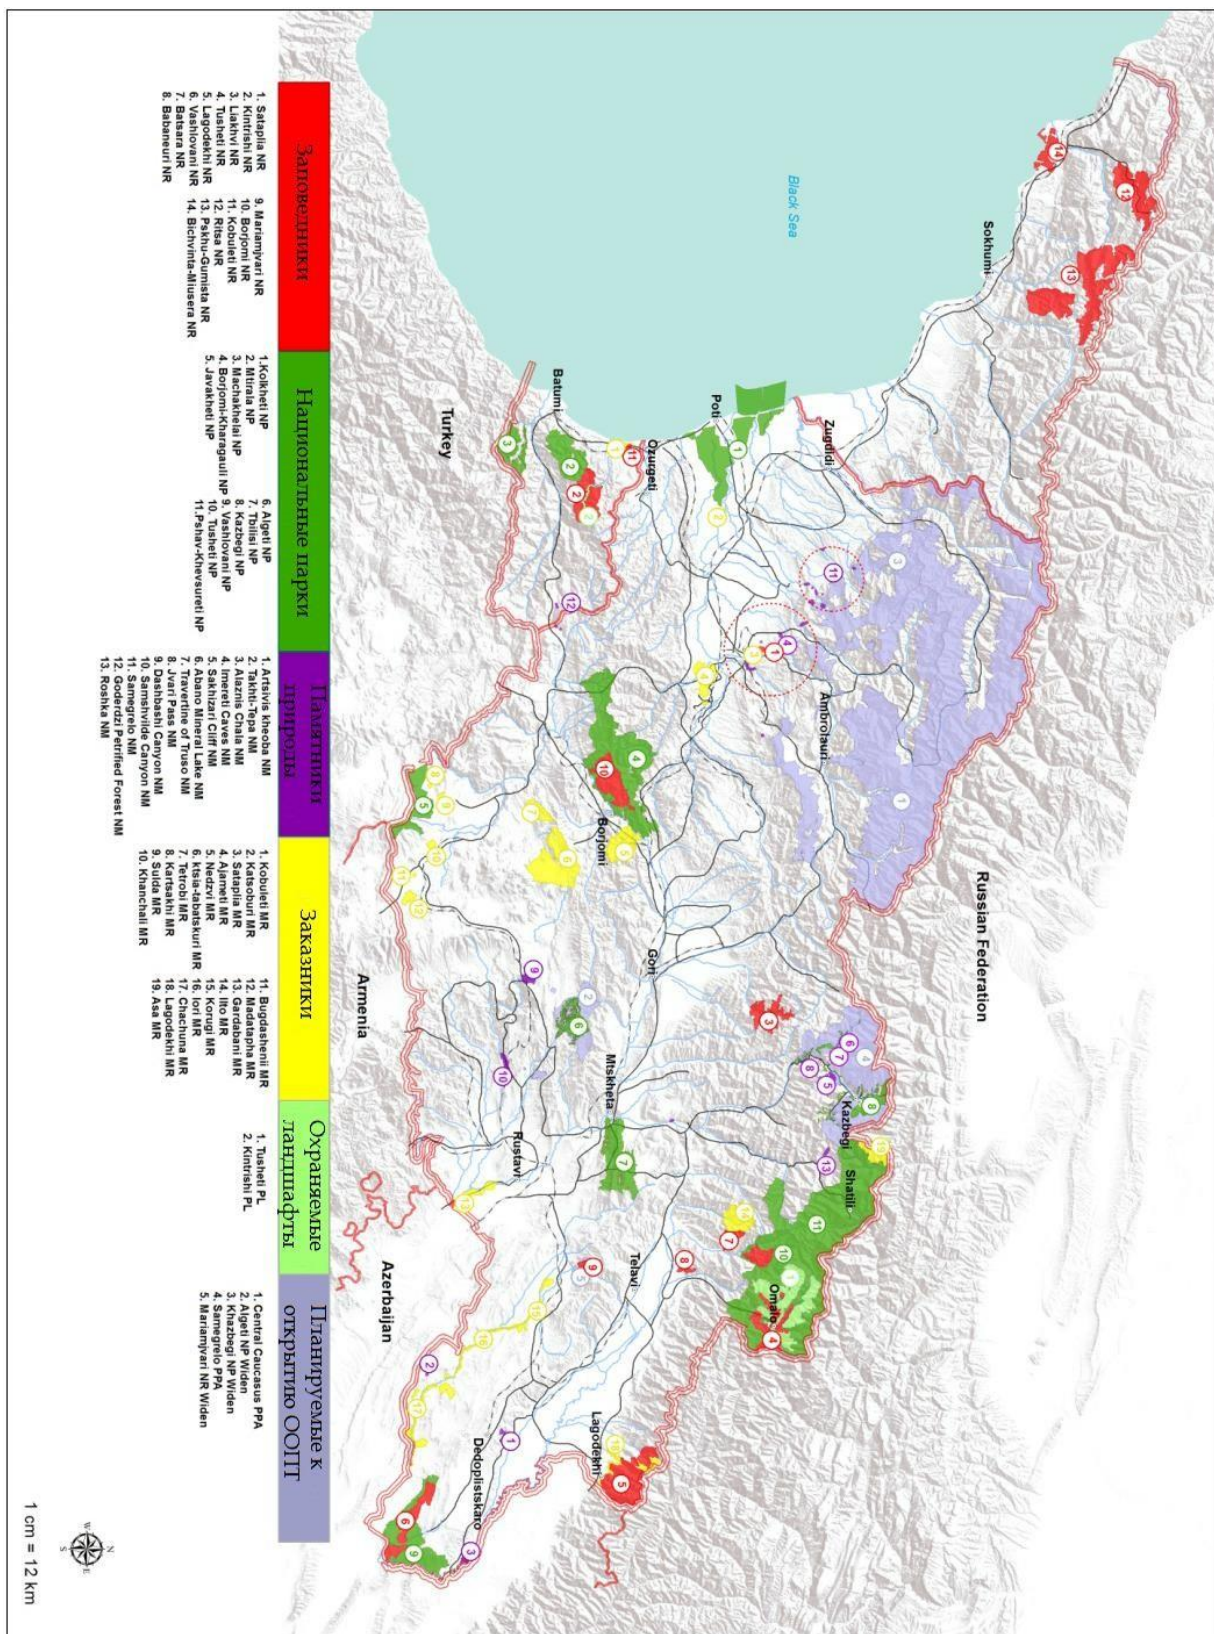 Black Sea
Sokhumi
Zugdidi
Poti
Ozurgeti
Batumi
Turkey
Ambrolauri
Borjomi
Russian Federation
Gori
Mtskheta
Kazbegi
Shatili
Omalo
Telavi
Rustavi
Armenia
Azerbaijan
Lagodekhi
Dedoplistskaro
Заповедники
1. Sataplia NR
2. Kintrishi NR
3. Liakhvi NR
4. Tusheti NR
5. Lagodekhi NR
6. Vashlovani NR
7. Batsara NR
8. Babaneuri NR
9. Mariamjvari NR
10. Borjomi NR
11. Kobuleti NR
12. Ritsa NR
13. Pskhu-Gumista NR
14. Bichvinta-Miusera NR
Национальные парки
1.Kolkheti NP
2. Mtirala NP
3. Machakhelai NP
4. Borjomi-Kharagauli NP
5. Javakheti NP
6. Algeti NP
7. Tbilisi NP
8. Kazbegi NP
9. Vashlovani NP
10. Tusheti NP
11.Pshav-Khevsureti NP
Памятники
природы
1. Artsivis kheoba NM
2. Takhti-Tepa NM
3. Alaznis Chala NM
4. Imereti Caves NM
5. Sakhizari Cliff NM
6. Abano Mineral Lake NM
7. Travertine of Truso NM
8. Jvari Pass NM
9. Dashbashi Canyon NM
10. Samshvilde Canyon NM
11. Samegrelo NM
12. Goderdzi Petrified Forest NM
13. Roshka NM
Заказники
1. Kobuleti MR
2. Katsoburi MR
3. Sataplia MR
4. Ajameti MR
5. Nedzvi MR
6. ktsia-tabatskuri MR
7. Tetrobi MR
8. Kartsakhi MR
9. Sulda MR
10. Khanchali MR
11. Bugdashenii MR
12. Madatapha MR
13. Gardabani MR
14. Ilto MR
15. Korugi MR
16. Iori MR
17. Chachuna MR
18. Lagodekhi MR
19. Asa MR
Охраняемые
ландшафты
1. Tusheti PL
2. Kintrishi PL
Планируемые к
открытию ООПТ
1. Central Caucasus PPA
2. Algeti NP Widen
3. Khazbegi NP Widen
4. Samegrelo PPA
5. Mariamjvari NR Widen
N
W
E
S
1 cm = 12 km